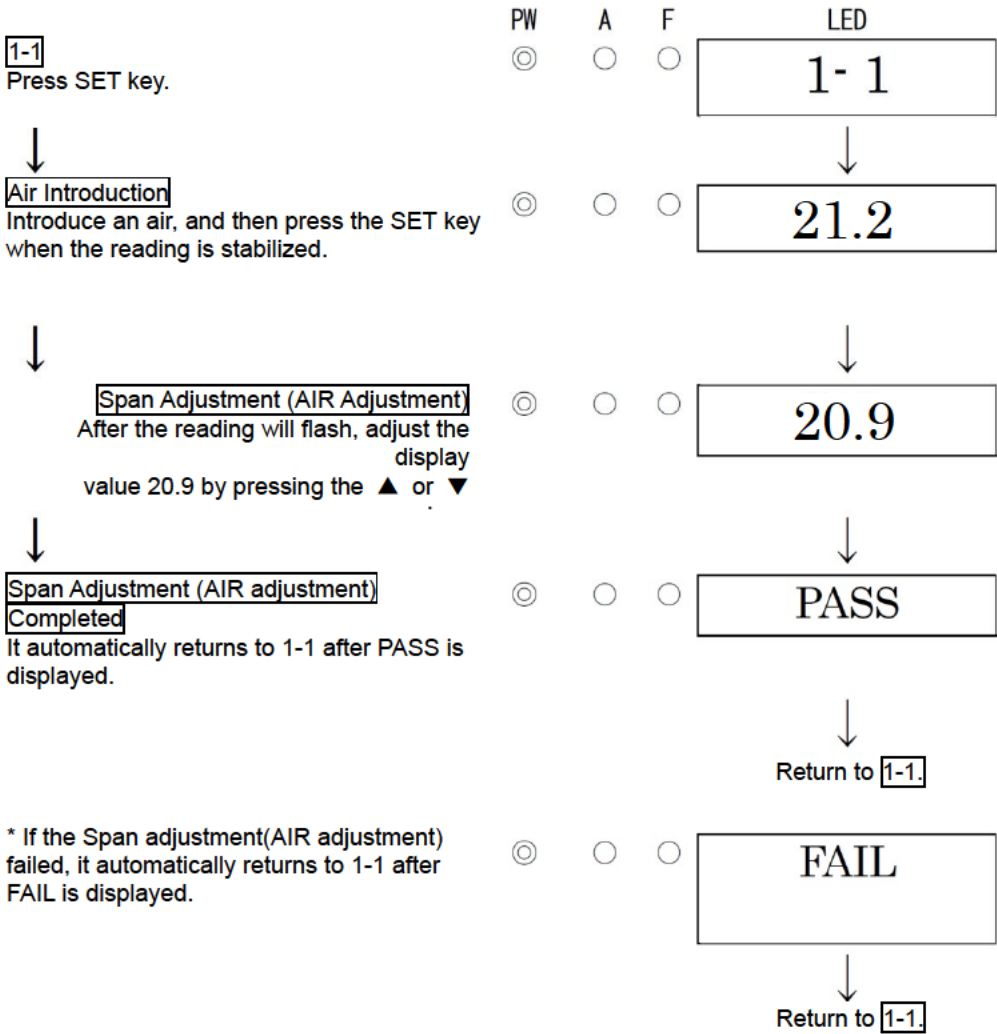 PW A F LED
1-1
Press SET key.
1- 1
↓ ↓
Air Introduction
Introduce an air, and then press the SET key
when the reading is stabilized.
21.2
↓ ↓
Span Adjustment (AIR Adjustment)
After the reading will flash, adjust the
display
value 20.9 by pressing the ▲ or ▼
.
20.9
↓ ↓
Span Adjustment (AIR adjustment)
Completed
It automatically returns to 1-1 after PASS is
displayed.
PASS
↓
Return to 1-1.
* If the Span adjustment(AIR adjustment)
failed, it automatically returns to 1-1 after
FAIL is displayed.
FAIL
↓
Return to 1-1.